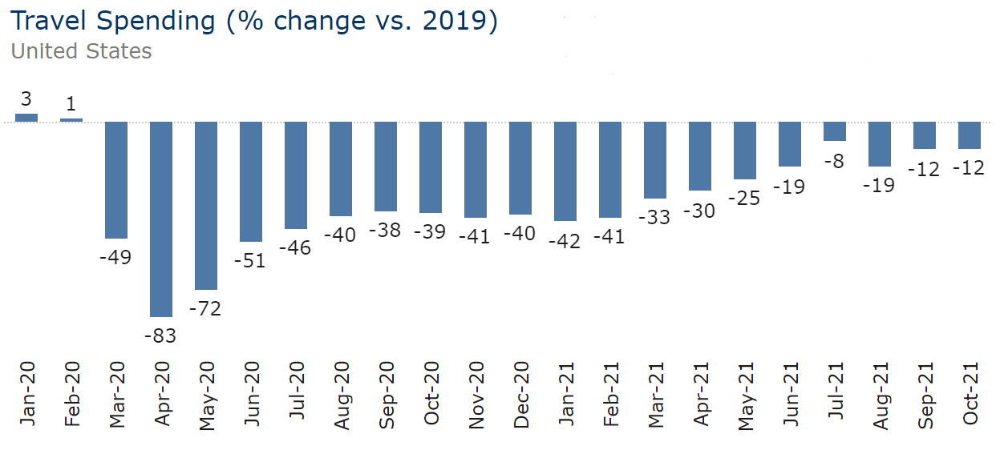 Travel Spending (% change vs. 2019)
United States
3
1
-49
-83
-72
-51
-46
-40
-38
-39
-41
-40
-42
-41
-33
-30
-25
-19
-8
-19
-12
-12
Jan-20
Feb-20
Mar-20
Apr-20
May-20
Jun-20
Jul-20
Aug-20
Sep-20
Oct-20
Nov-20
Dec-20
Jan-21
Feb-21
Mar-21
Apr-21
May-21
Jun-21
Jul-21
Aug-21
Sep-21
Oct-21